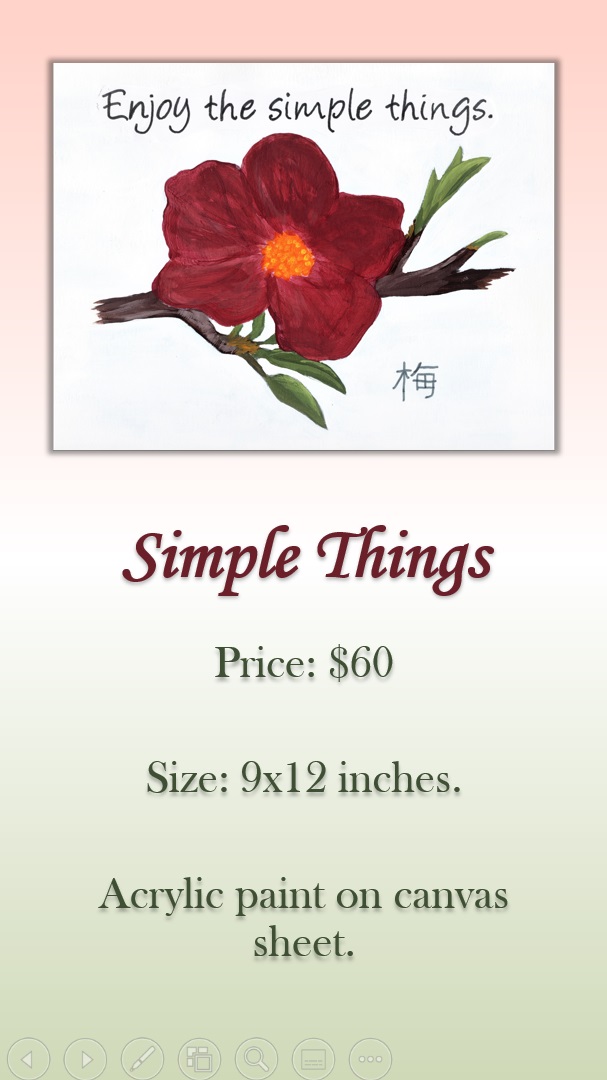 Enjoy the simple things.
梅
Simple Things
Price: $60
Size: 9x12 inches.
Acrylic paint on canvas
sheet.